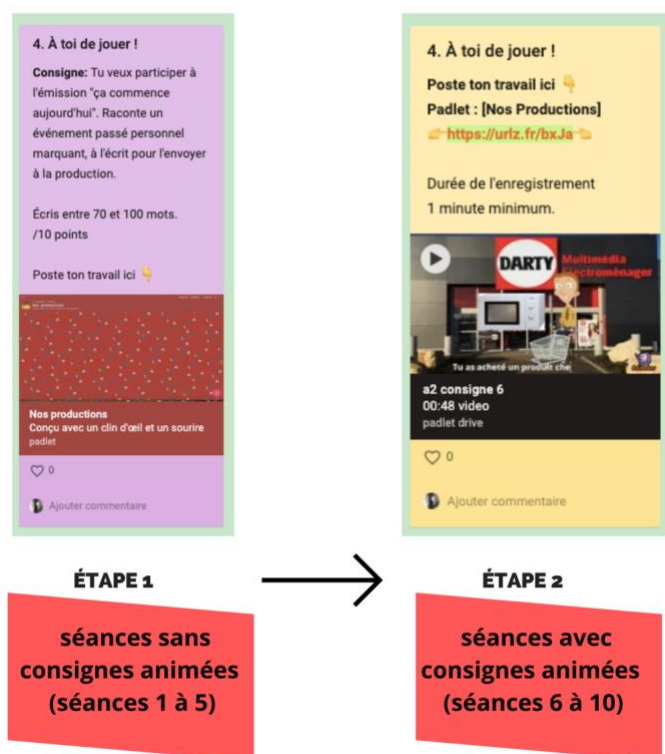 4. À toi de jouer !
Consigne: Tu veux participer à
l'émission "ça commence
aujourd'hui". Raconte un
événement passé personnel
marquant, à l'écrit pour l'envoyer
à la production.
Écris entre 70 et 100 mots.
/10 points
Poste ton travail ici 👇
Nos productions
Conçu avec un clin d'œil et un sourire
padlet
0
Ajouter commentaire
ÉTAPE 1
séances sans
consignes animées
(séances 1 à 5)
4. À toi de jouer !
Poste ton travail ici 👇
Padlet : [Nos Productions]
👉https://urlz.fr/bxJa👈
Durée de l'enregistrement
1 minute minimum.
DARTY
Multimédia
Électroménager
Tu as acheté un produit che
a2 consigne 6
00:48 video
padlet drive
0
Ajouter commentaire
ÉTAPE 2
séances avec
consignes animées
(séances 6 à 10)